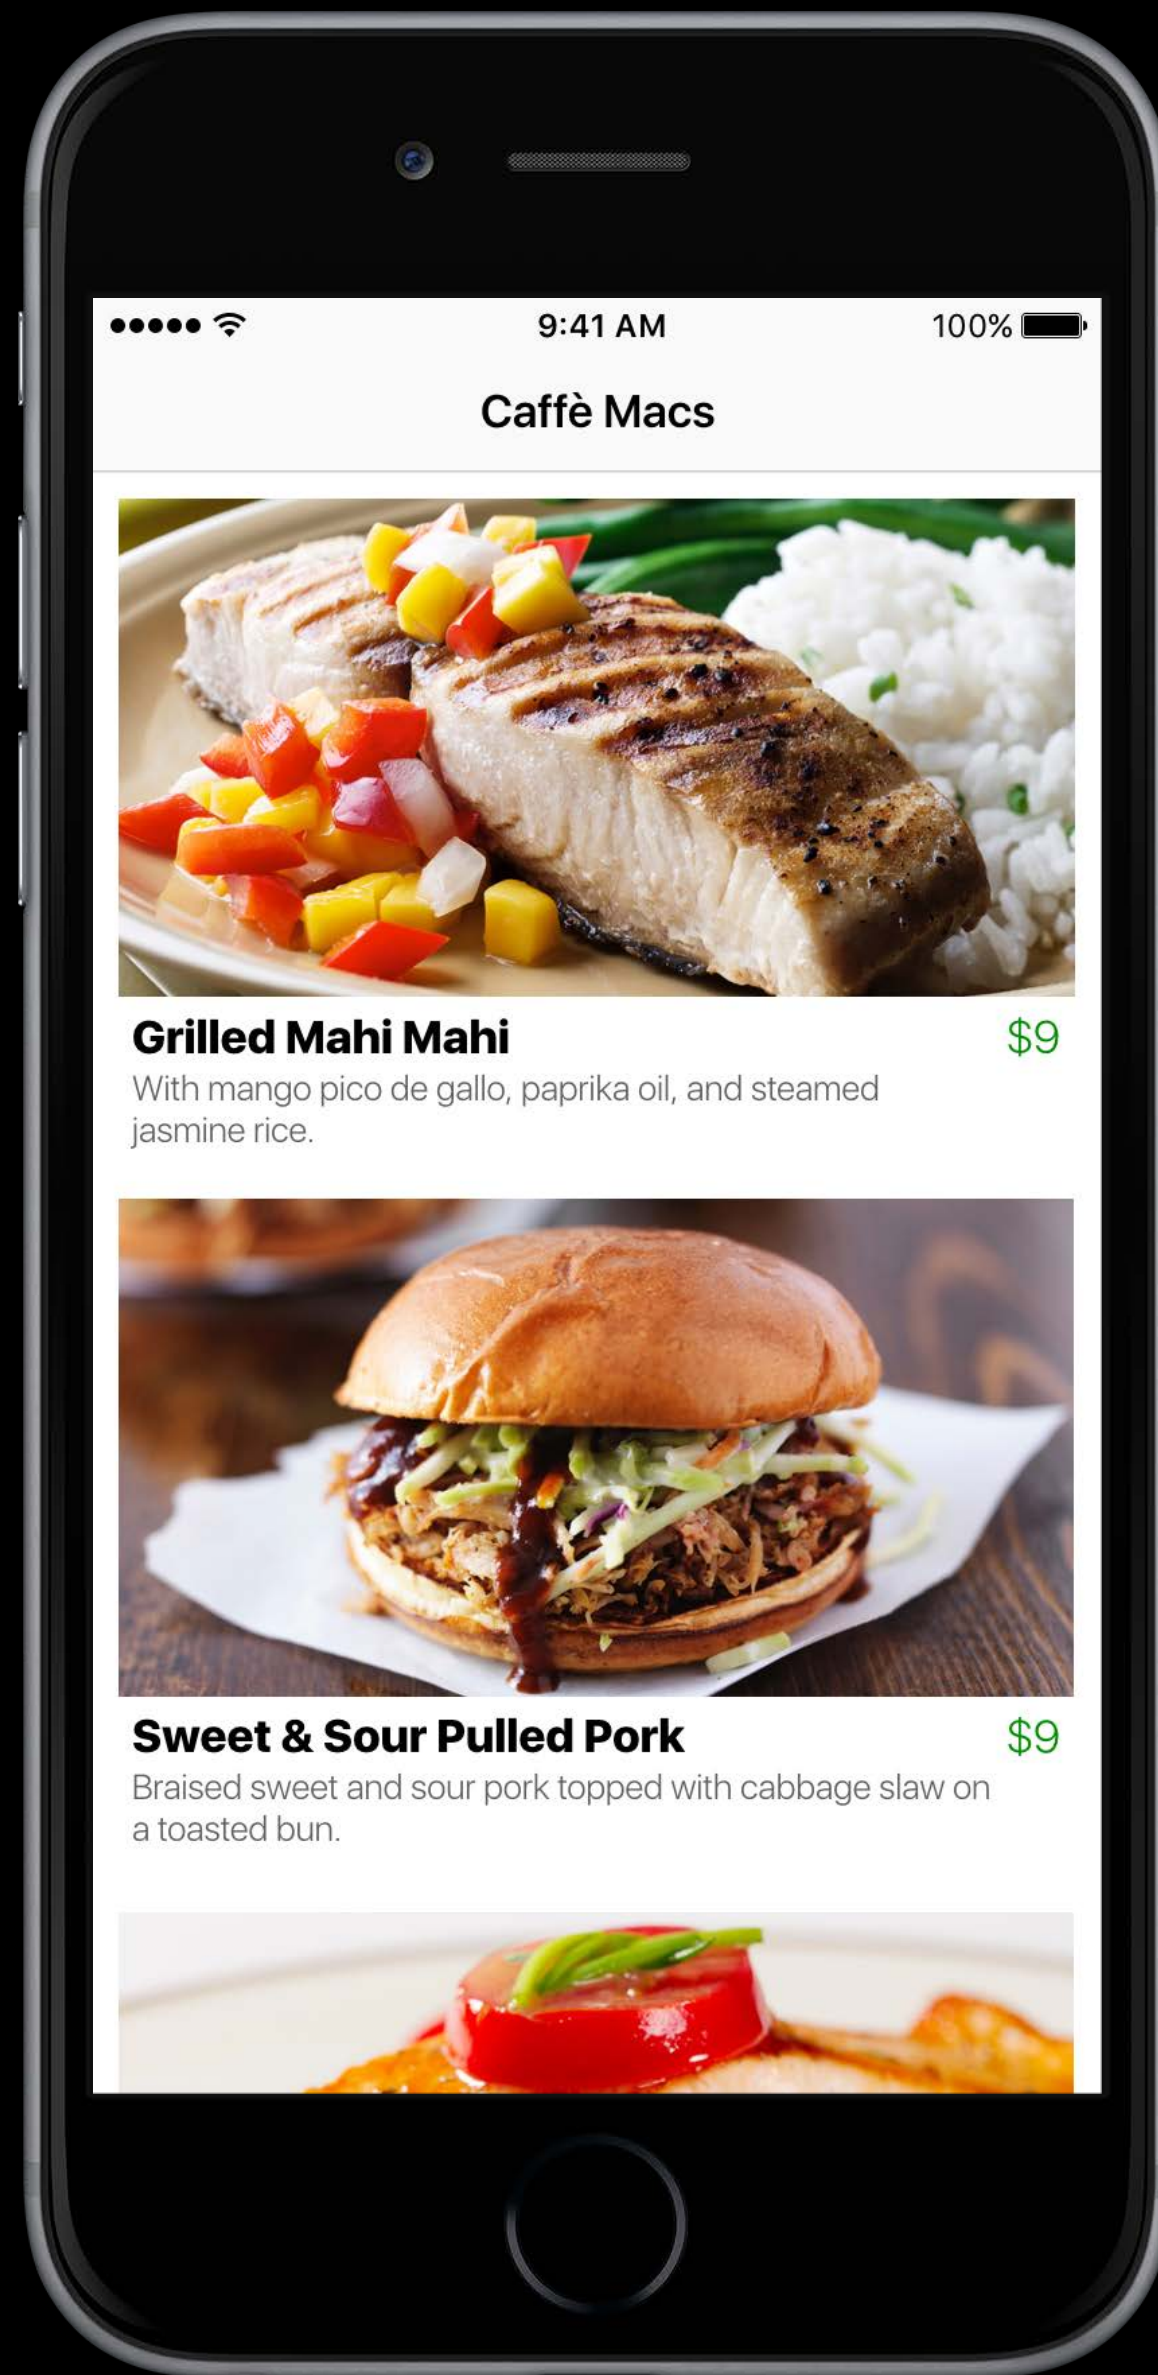 9:41 AM
100%
Caffè Macs
Grilled Mahi Mahi
$9
With mango pico de gallo, paprika oil, and steamed
jasmine rice.
Sweet & Sour Pulled Pork
$9
Braised sweet and sour pork topped with cabbage slaw on
a toasted bun.